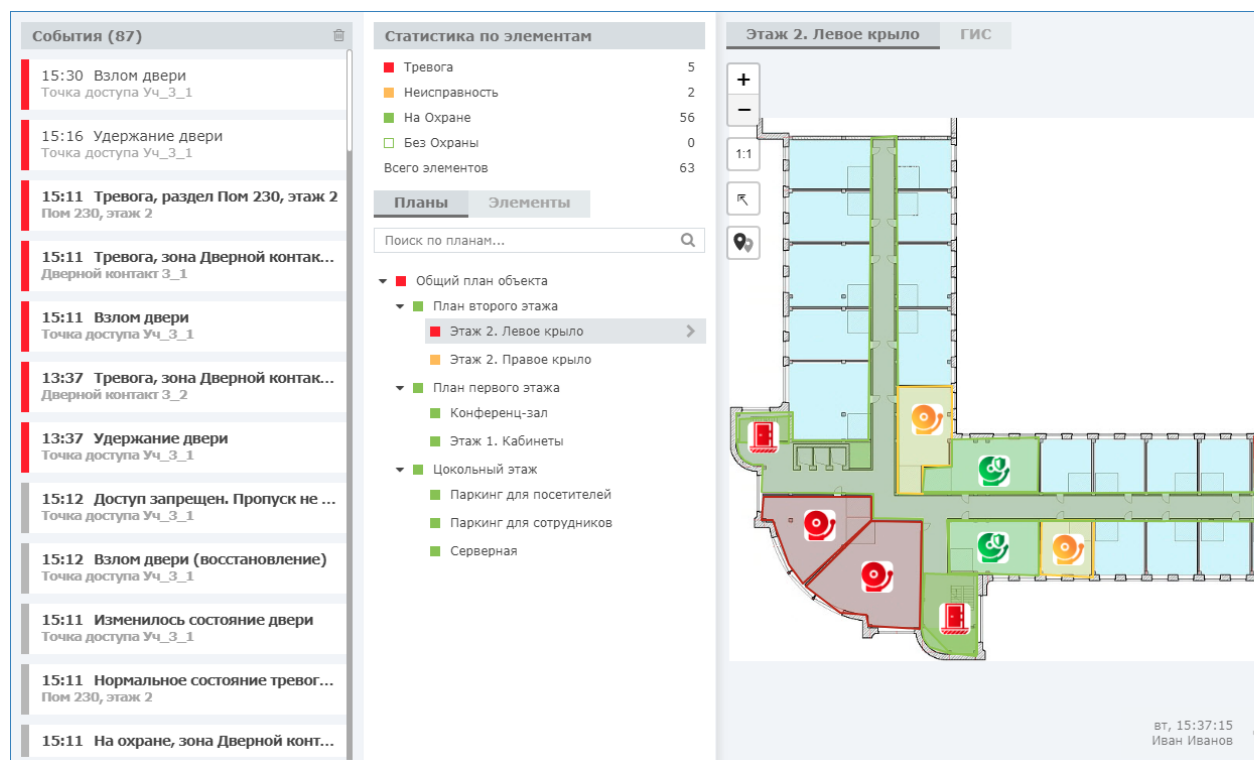 События (87)
15:30 Взлом двери
Точка доступа Уч_3_1
15:16 Удержание двери
Точка доступа Уч_3_1
15:11 Тревога, раздел Пом 230, этаж 2
Пом 230, этаж 2
15:11 Тревога, зона Дверной контак...
Дверной контакт 3_1
15:11 Взлом двери
Точка доступа Уч_3_1
13:37 Тревога, зона Дверной контак...
Дверной контакт 3_2
13:37 Удержание двери
Точка доступа Уч_3_1
15:12 Доступ запрещен. Пропуск не ...
Точка доступа Уч_3_1
15:12 Взлом двери (восстановление)
Точка доступа Уч_3_1
15:11 Изменилось состояние двери
Точка доступа Уч_3_1
15:11 Нормальное состояние тревог...
Пом 230, этаж 2
15:11 На охране, зона Дверной конт...
Статистика по элементам
Тревога 5
Неисправность 2
На Охране 56
Без Охраны 0
Всего элементов 63
Планы Элементы
Поиск по планам...
Общий план объекта
План второго этажа
Этаж 2. Левое крыло
Этаж 2. Правое крыло
План первого этажа
Конференц-зал
Этаж 1. Кабинеты
Цокольный этаж
Паркинг для посетителей
Паркинг для сотрудников
Серверная
Этаж 2. Левое крыло ГИС
+
−
1:1
вт, 15:37:15
Иван Иванов